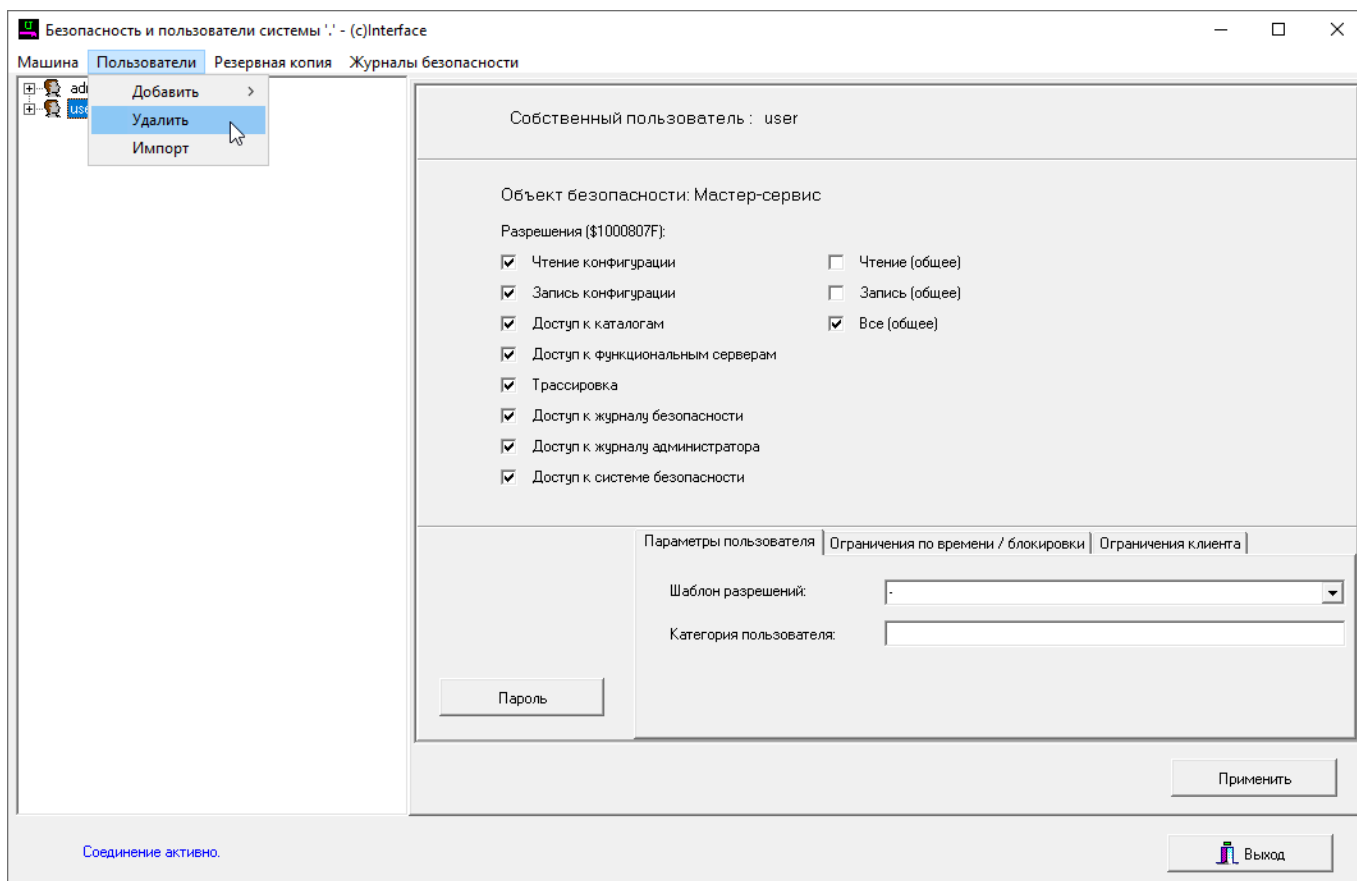 Безопасность и пользователи системы '.' - (c)Interface
Машина Пользователи Резервная копия Журналы безопасности
Добавить
Удалить
Импорт
Собственный пользователь : user
Объект безопасности: Мастер-сервис
Разрешения ($1000807F):
Чтение конфигурации Чтение (общее)
Запись конфигурации Запись (общее)
Доступ к каталогам Все (общее)
Доступ к функциональным серверам
Трассировка
Доступ к журналу безопасности
Доступ к журналу администратора
Доступ к системе безопасности
Параметры пользователя Ограничения по времени / блокировки Ограничения клиента
Шаблон разрешений: -
Категория пользователя:
Пароль
Применить
Соединение активно.
Выход